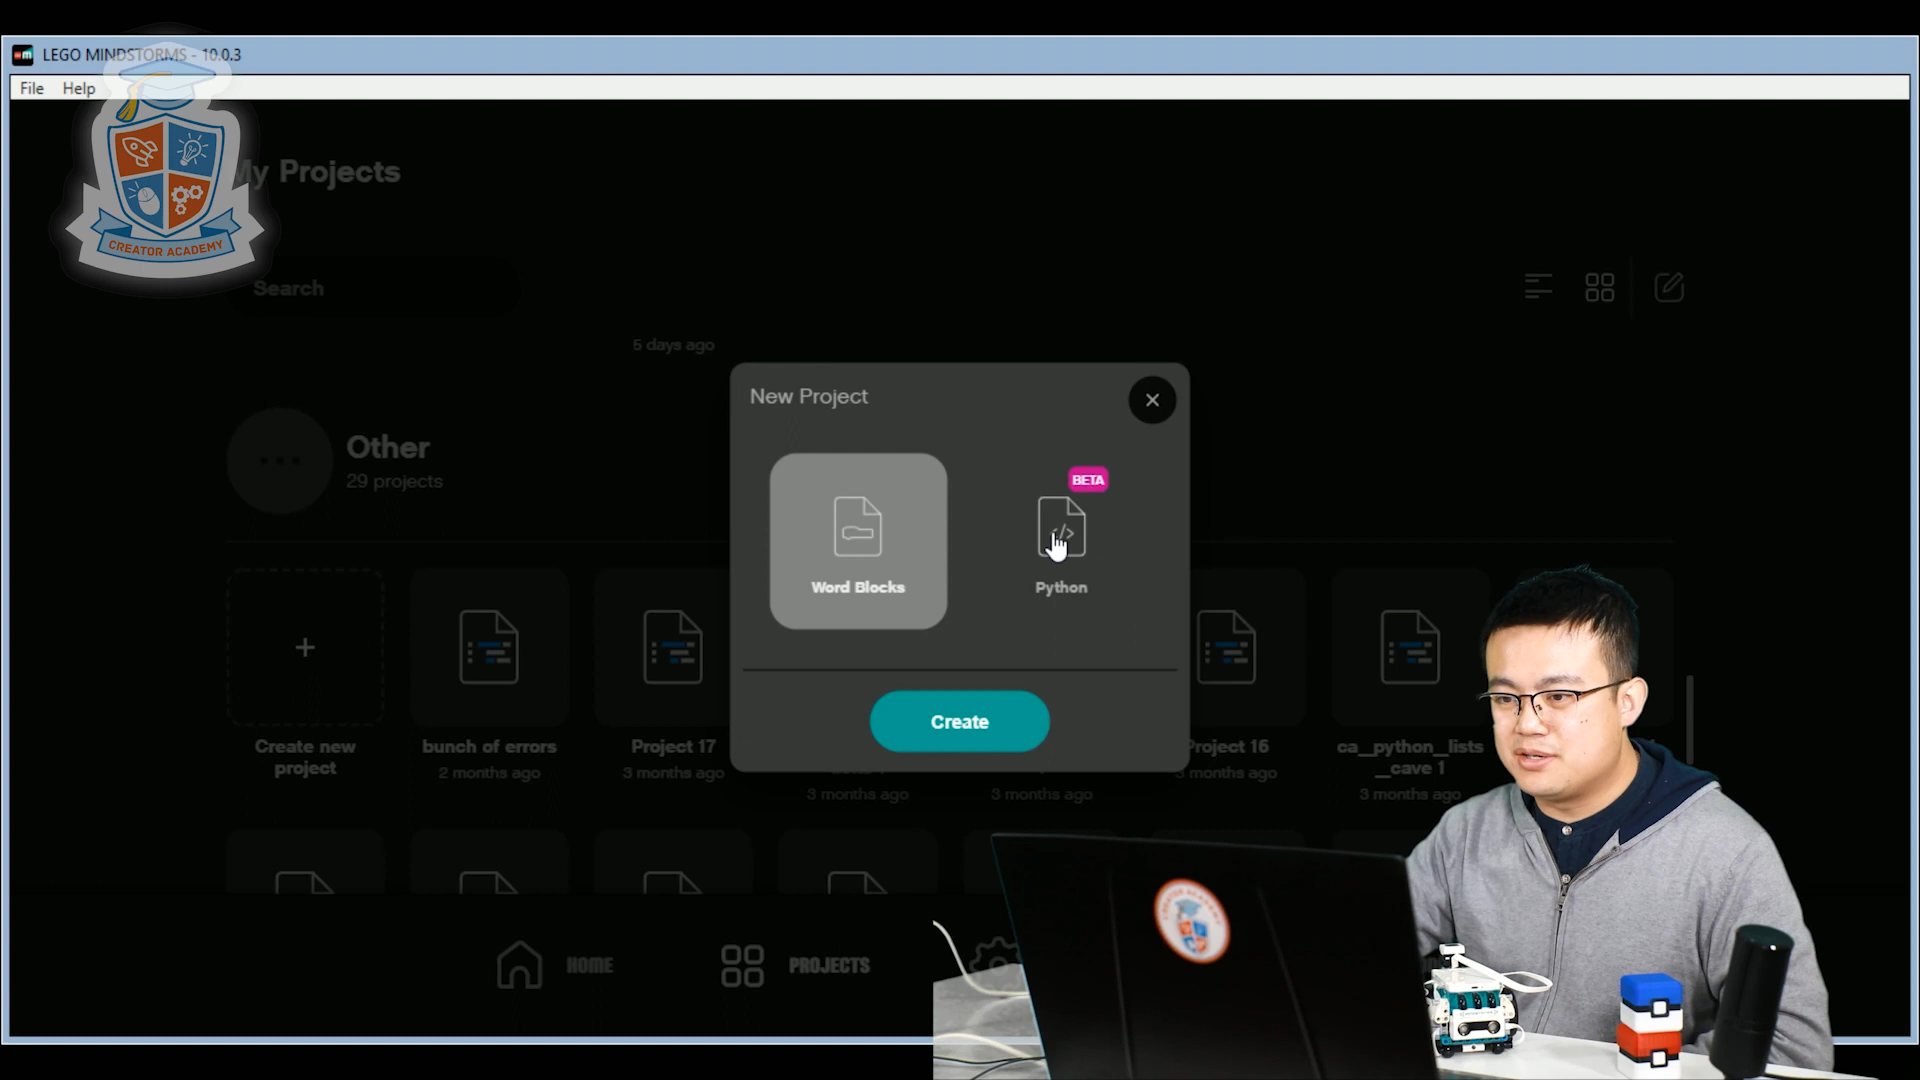 LEGO MINDSTORMS - 10.0.3
File Help
My Projects
CREATOR ACADEMY
Search
5 days ago
New Project
Other
29 projects
BETA
Word Blocks
Python
Create
Create new
project
bunch of errors
2 months ago
Project 17
3 months ago
3 months ago
3 months ago
Project 16
3 months ago
ca_python_lists
_cave 1
3 months ago
HOME
PROJECTS
CREATOR ACADEMY